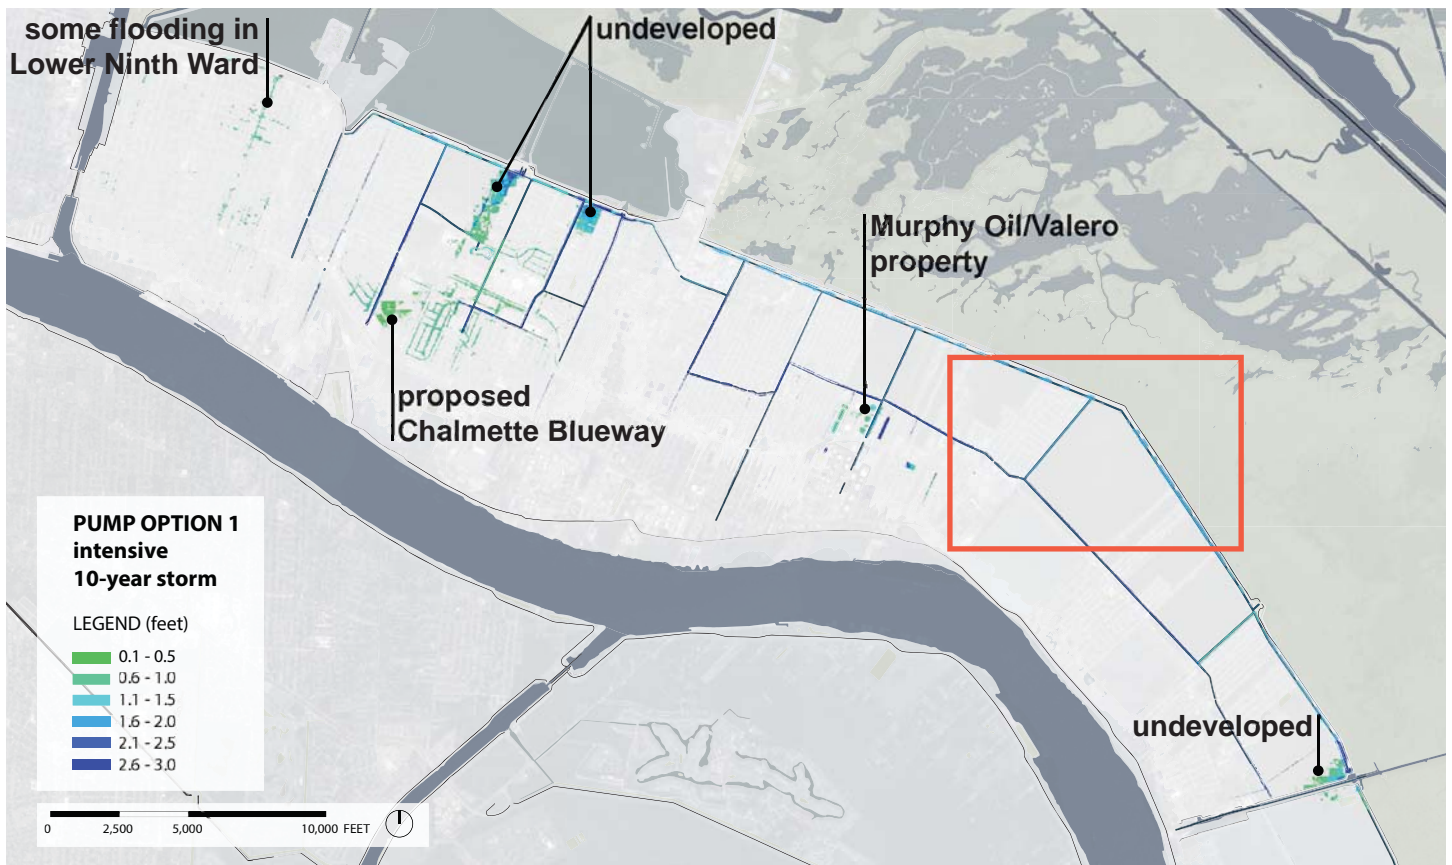 some flooding in
Lower Ninth Ward
undeveloped
Murphy Oil/Valero
property
proposed
Chalmette Blueway
undeveloped
PUMP OPTION 1
intensive
10-year storm
LEGEND (feet)
0.1 - 0.5
0.6 - 1.0
1.1 - 1.5
1.6 - 2.0
2.1 - 2.5
2.6 - 3.0
0 2,500 5,000 10,000 FEET